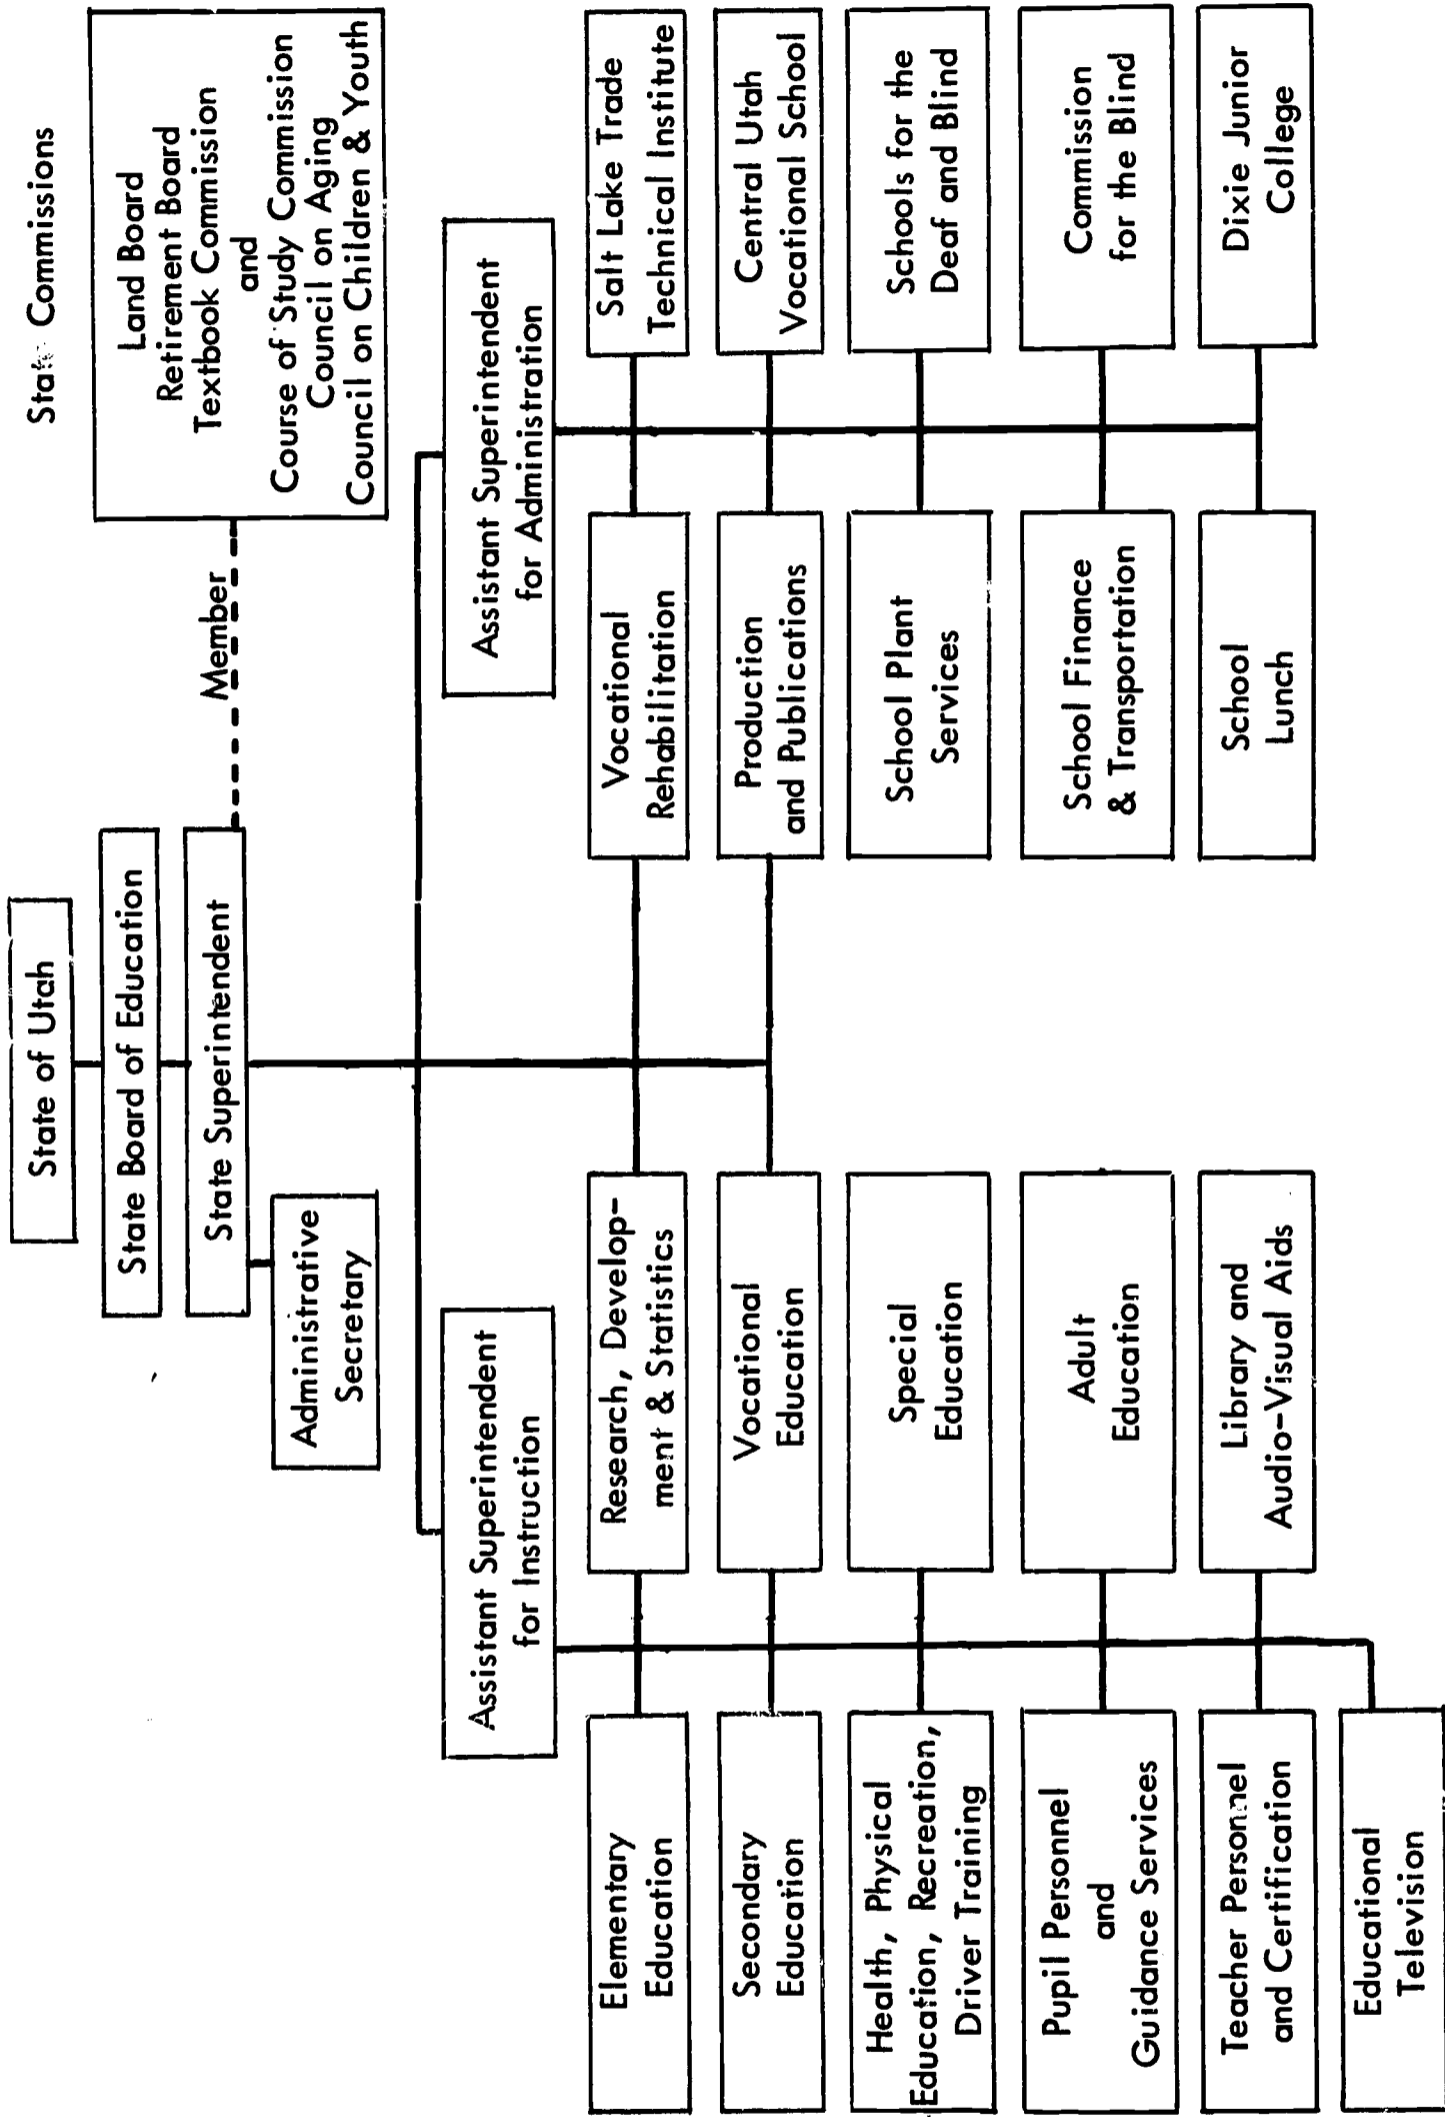 State of Utah
State Board of Education
State Superintendent
Administrative
Secretary
Member
State Commissions
Land Board
Retirement Board
Textbook Commission
and
Course of Study Commission
Council on Aging
Council on Children & Youth
Assistant Superintendent
for Instruction
Assistant Superintendent
for Administration
Elementary
Education
Research, Develop-
ment & Statistics
Vocational
Rehabilitation
Salt Lake Trade
Technical Institute
Secondary
Education
Vocational
Education
Production
and Publications
Central Utah
Vocational School
Health, Physical
Education, Recreation,
Driver Training
Special
Education
School Plant
Services
Schools for the
Deaf and Blind
Pupil Personnel
and
Guidance Services
Adult
Education
School Finance
& Transportation
Commission
for the Blind
Teacher Personnel
and Certification
Library and
Audio-Visual Aids
School
Lunch
Dixie Junior
College
Educational
Television